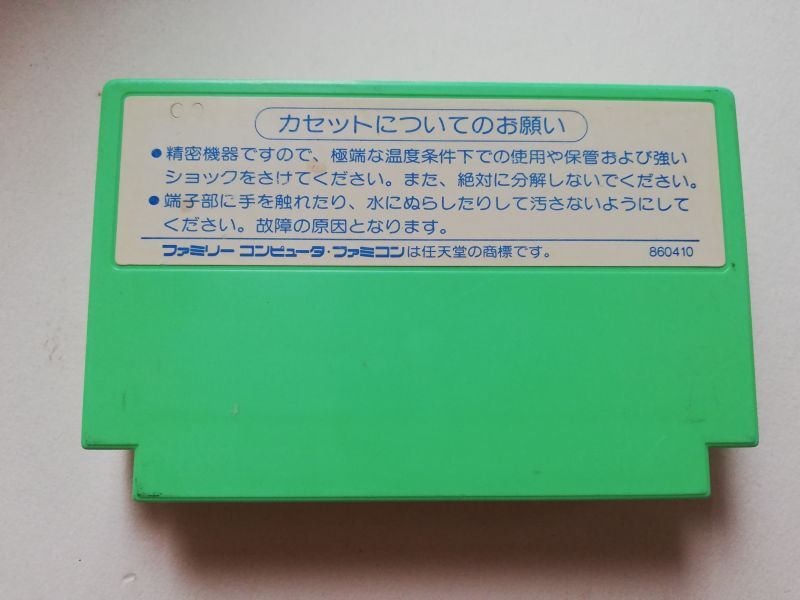 カセットについてのお願い
●精密機器ですので、極端な温度条件下での使用や保管および強い
ショックをさけてください。また、絶対に分解しないでください。
●端子部に手を触れたり、水にぬらしたりして汚さないようにして
ください。故障の原因となります。
ファミリー コンピュータ・ファミコンは任天堂の商標です。 860410